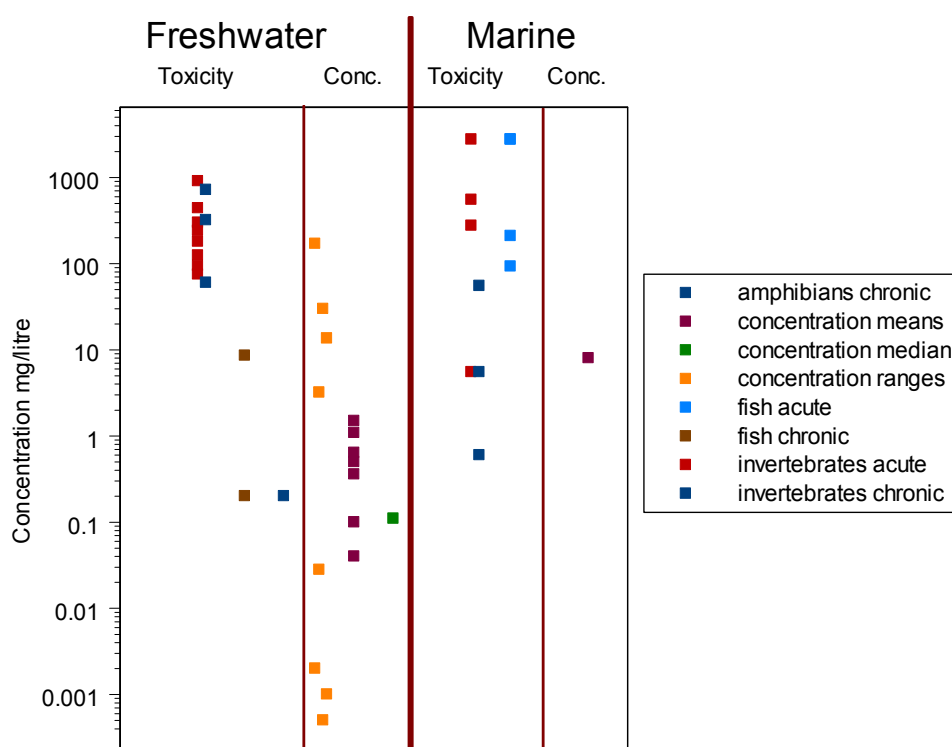 Freshwater Marine
Toxicity Conc. Toxicity Conc.
Concentration mg/litre
1000
100
10
1
0.1
0.01
0.001
amphibians chronic
concentration means
concentration median
concentration ranges
fish acute
fish chronic
invertebrates acute
invertebrates chronic